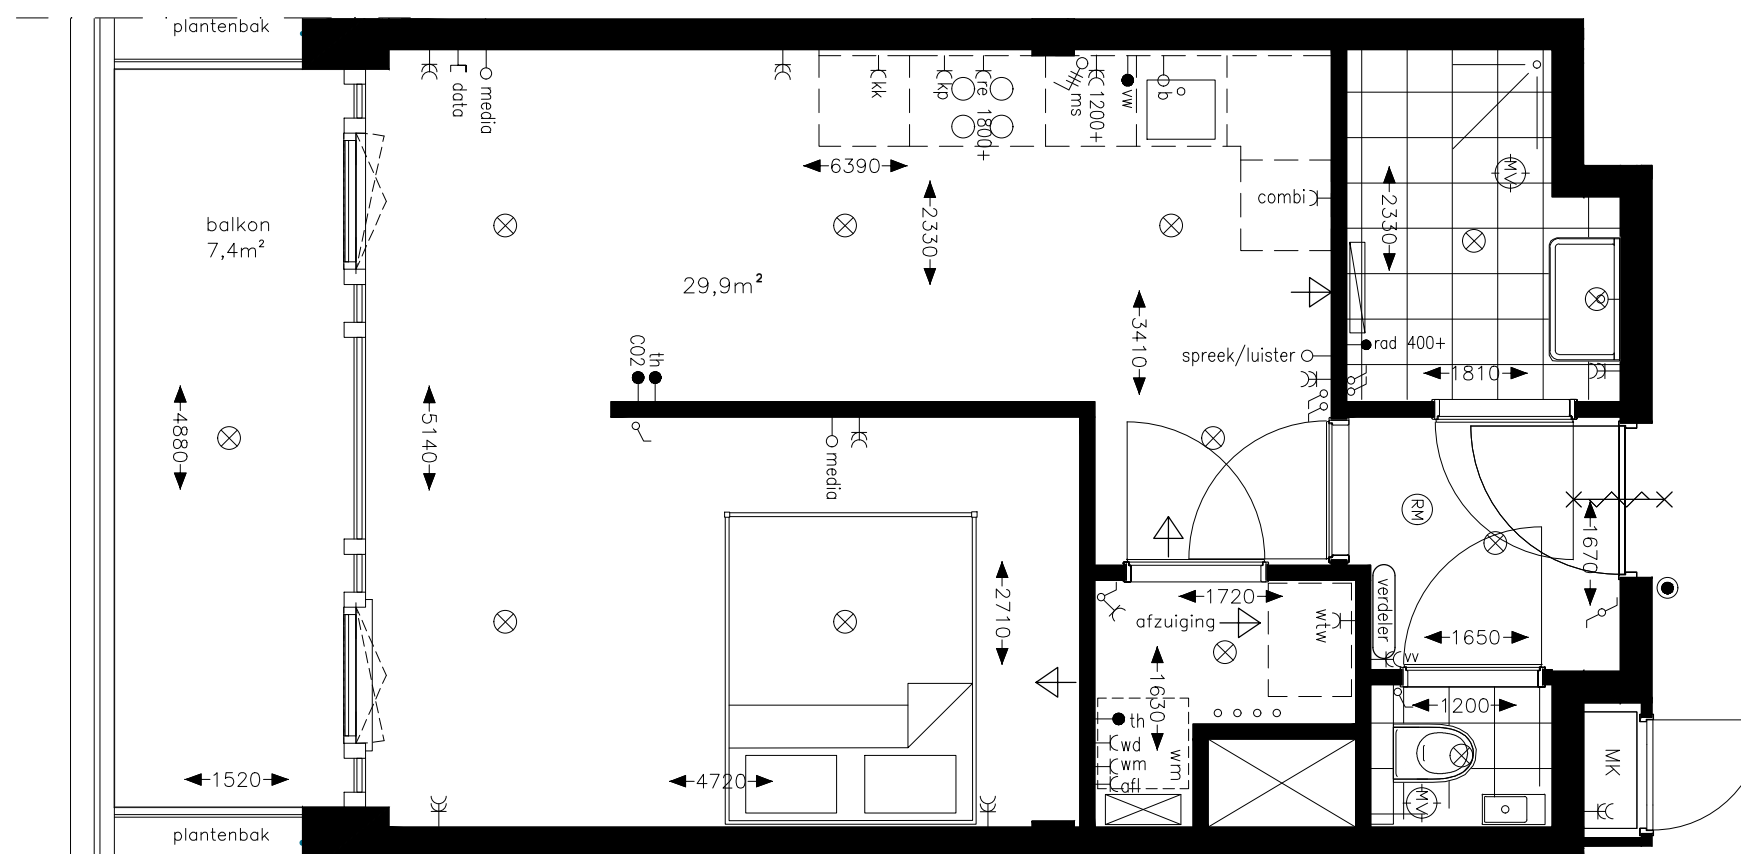 plantenbak
data
media
kk
kp
re 1800+
ms
1200+
vw
b
6390
combi
MV
2330
2330
balkon
7,4m²
29,9m²
3410
spreek/luister
rad 400+
1810
CO2
th
4880
5140
media
RM
1670
2710
1720
afzuiging
wtw
verdeler
vv
1650
1630
1200
th
wd
wm
afl
wm
MK
MV
1520
4720
plantenbak